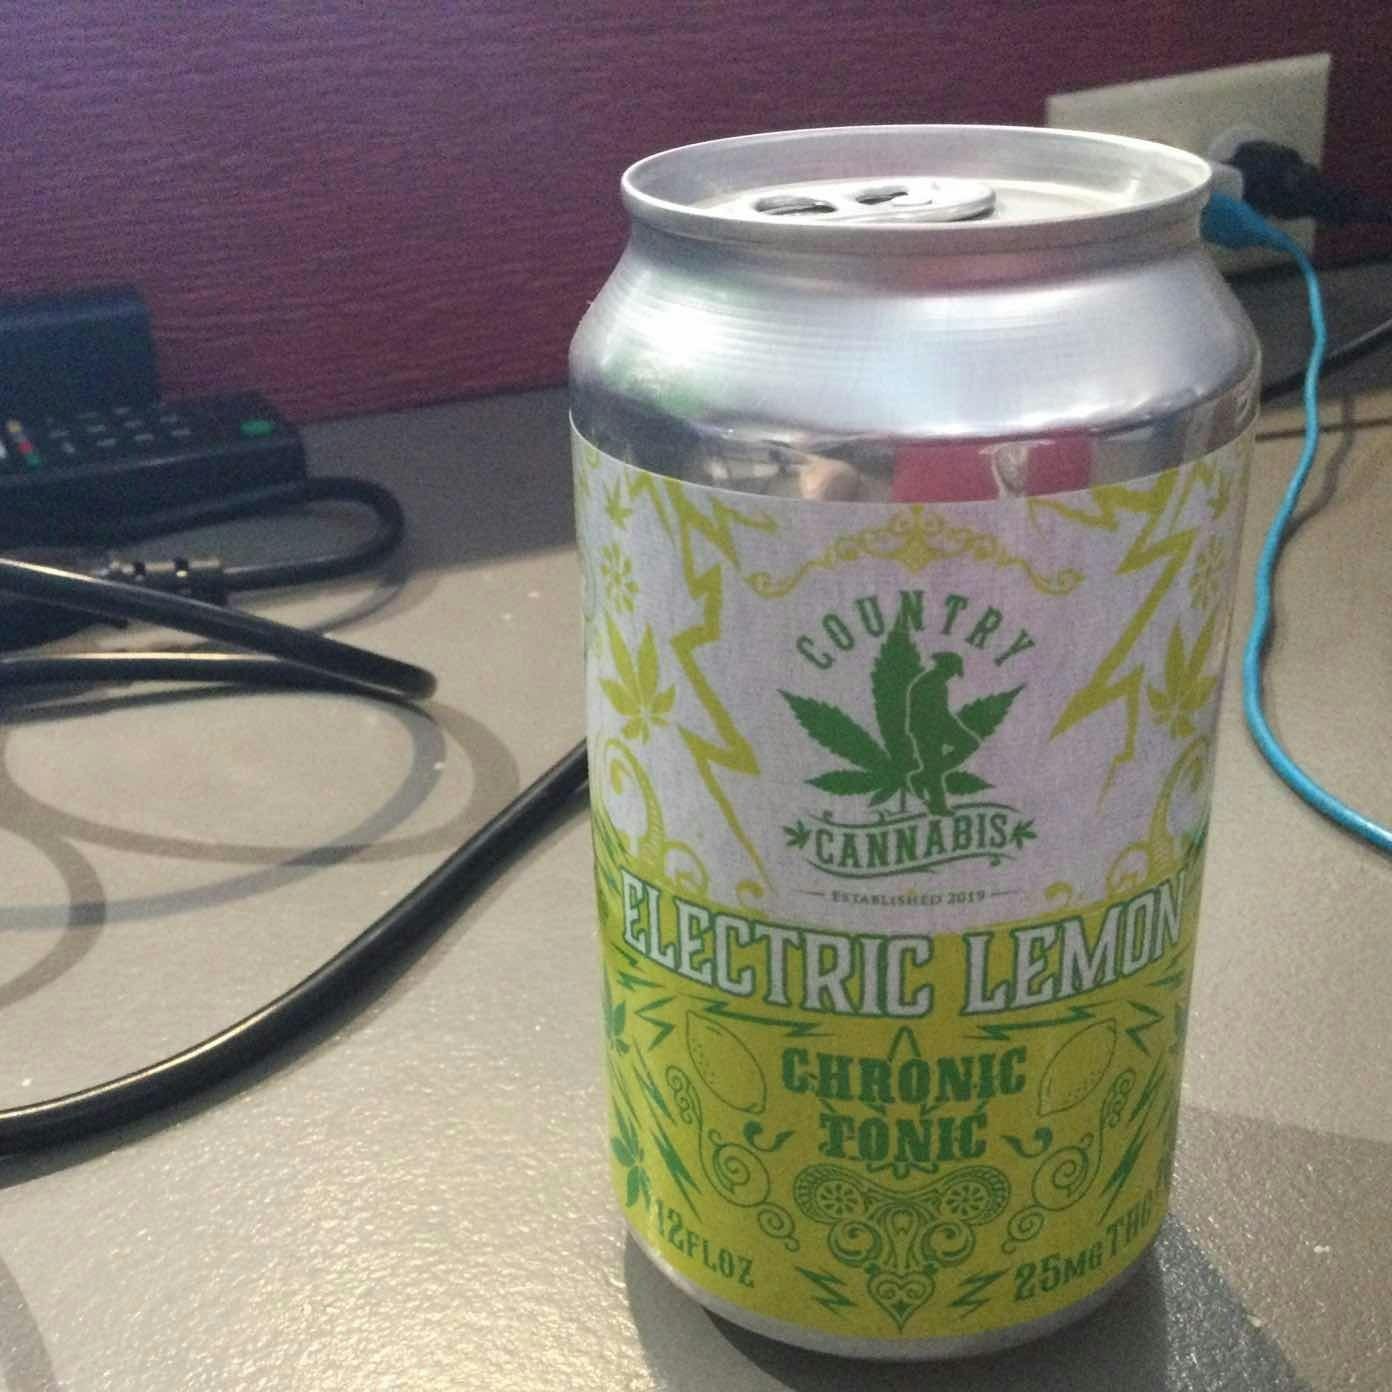 COUNTRY
CANNABIS
ESTABLISHED 2019
ELECTRIC LEMON
CHRONIC
TONIC
12FLOZ
25MG THC